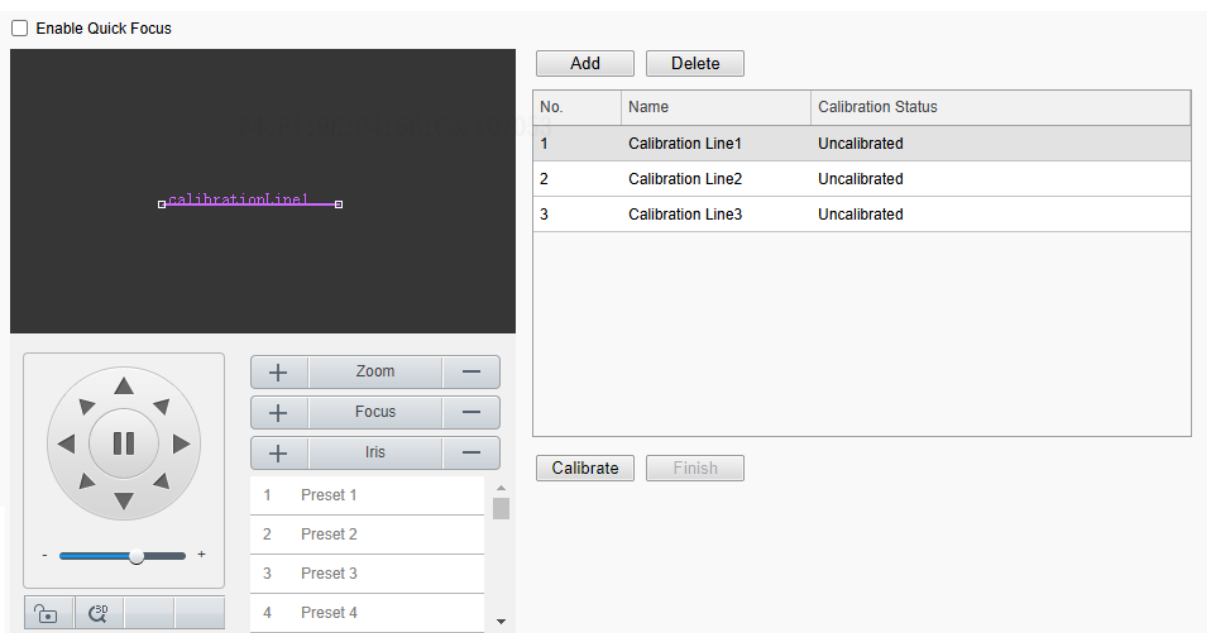 Enable Quick Focus
calibrationLine1
Zoom
Focus
Iris
1 Preset 1
2 Preset 2
3 Preset 3
4 Preset 4
- +
3D
Add Delete
No. Name Calibration Status
1 Calibration Line1 Uncalibrated
2 Calibration Line2 Uncalibrated
3 Calibration Line3 Uncalibrated
Calibrate Finish